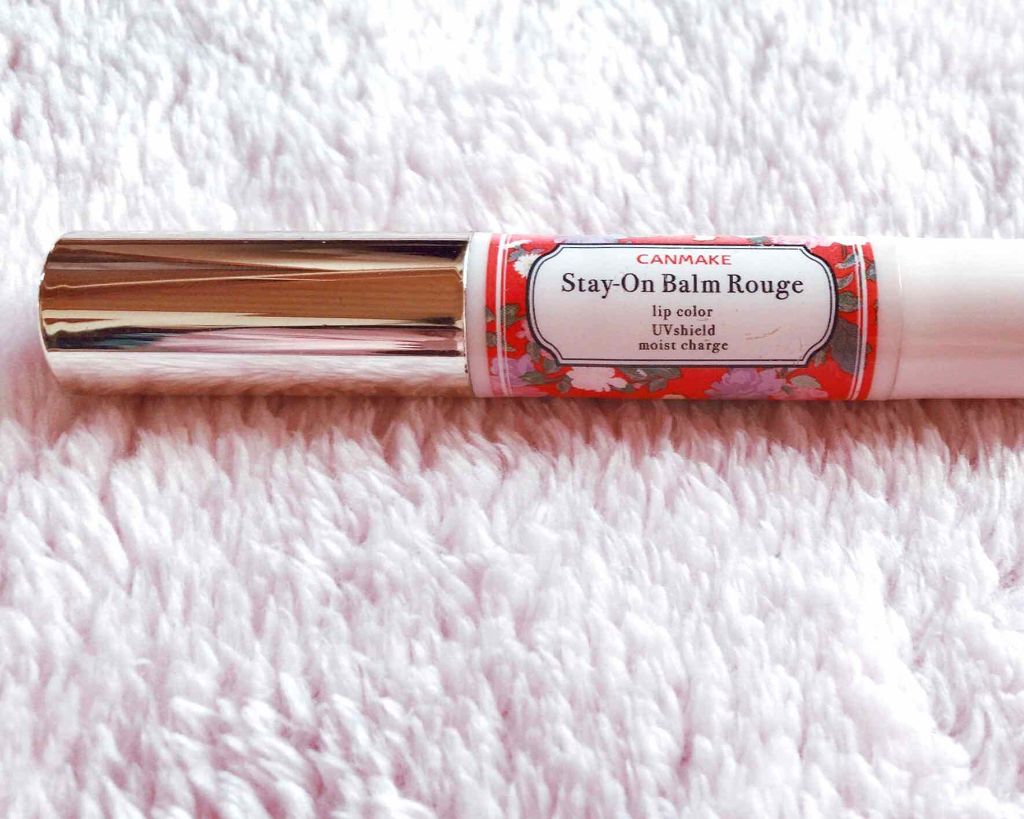 CANMAKE
Stay-On Balm Rouge
lip color
UVshield
moist charge